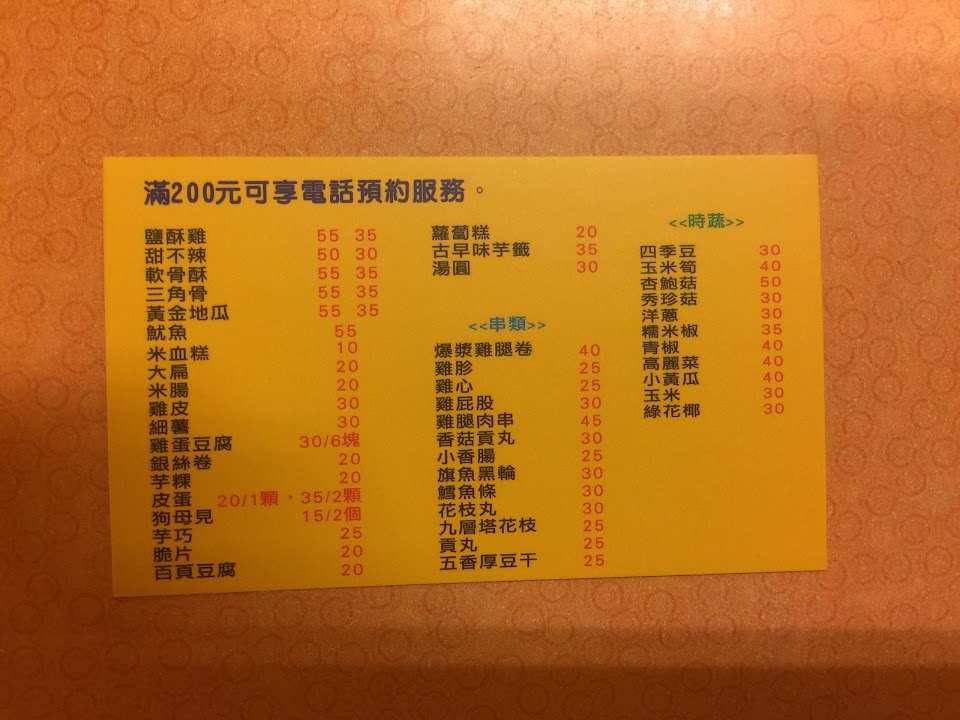 滿200元可享電話預約服務。
鹽酥雞 55 35
甜不辣 50 30
軟骨酥 55 35
三角骨 55 35
黃金地瓜 55 35
魷魚 55
米血糕 10
大扁 20
米腸 20
雞皮 30
細薯 30
雞蛋豆腐 30/6塊
銀絲卷 20
芋粿 20
皮蛋 20/1顆，35/2顆
狗母見 15/2個
芋巧 25
脆片 20
百頁豆腐 20
蘿蔔糕 20
古早味芋籤 35
湯圓 30
<<串類>>
爆漿雞腿卷 40
雞胗 25
雞心 25
雞屁股 30
雞腿肉串 45
香菇貢丸 30
小香腸 25
旗魚黑輪 30
鱈魚條 30
花枝丸 30
九層塔花枝 25
貢丸 25
五香厚豆干 25
<<時蔬>>
四季豆 30
玉米筍 40
杏鮑菇 50
秀珍菇 30
洋蔥 30
糯米椒 35
青椒 40
高麗菜 40
小黃瓜 40
玉米 30
綠花椰 30